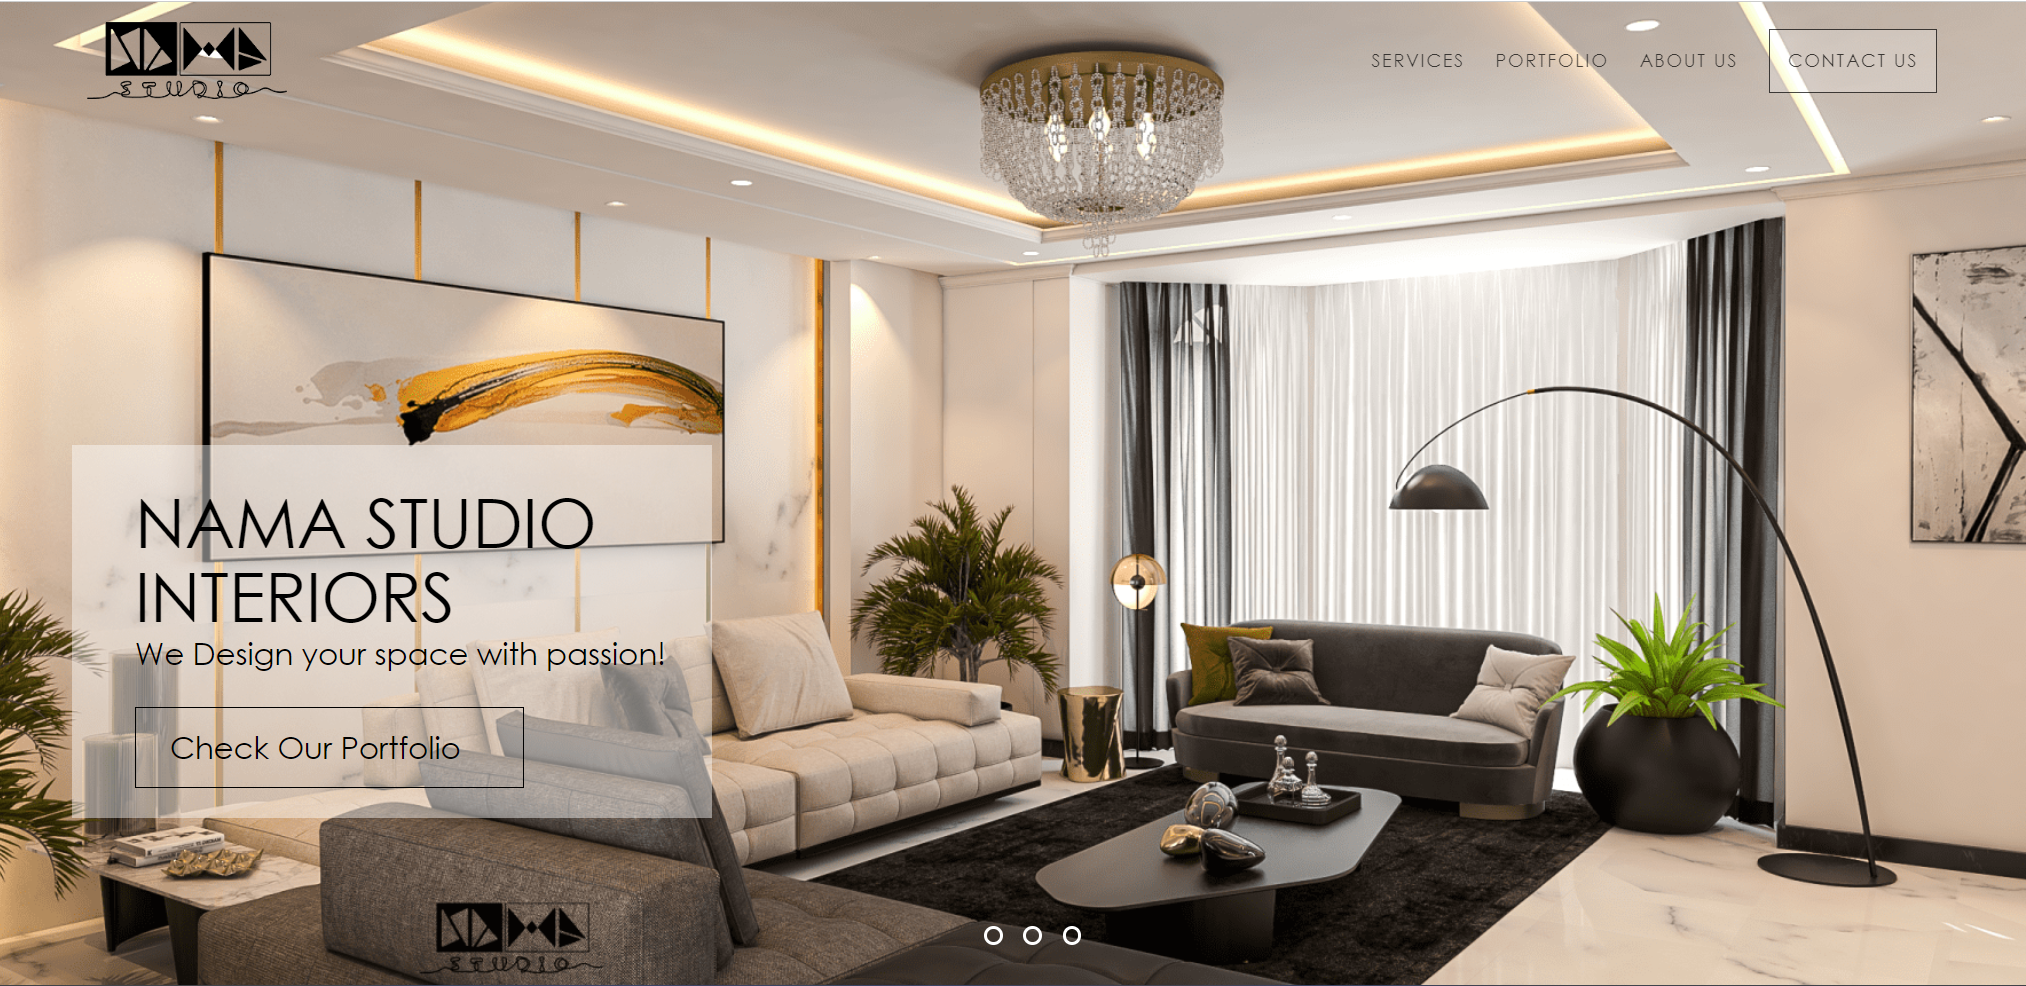 STUDIO
SERVICES PORTFOLIO ABOUT US CONTACT US
NAMA STUDIO
INTERIORS
We Design your space with passion!
Check Our Portfolio
STUDIO